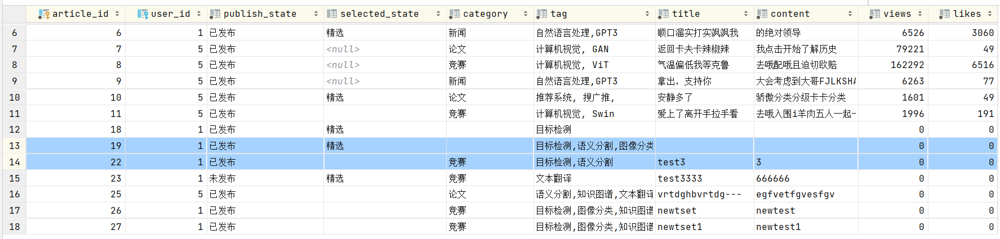 article_id user_id publish_state selected_state category tag title content views likes
6 6 1 已发布 精选 新闻 自然语言处理,GPT3 顺口溜实打实飒飒我 的绝对领导 6526 3060
7 7 5 已发布 <null> 论文 计算机视觉, GAN 返回卡夫卡辣椒辣 我点击开始了解历史 79221 49
8 8 5 已发布 <null> 竞赛 计算机视觉, ViT 气温偏低我等克鲁 去哦配哦且迫切欧赔 162292 6516
9 9 5 已发布 <null> 新闻 自然语言处理,GPT3 拿出，支持你 大会考虑到大哥FJLKSHA 6263 77
10 10 5 已发布 精选 论文 推荐系统, 搜广推, 安静多了 骄傲分类分级卡卡分类 1601 49
11 11 5 已发布 竞赛 计算机视觉, Swin 爱上了离开手拉手看 去哦入围i羊肉五人一起 1996 191
12 18 1 已发布 精选 目标检测 0 0
13 19 1 已发布 精选 目标检测,语义分割,图像分类 0 0
14 22 1 已发布 竞赛 目标检测,语义分割 test3 3 0 0
15 23 1 未发布 精选 竞赛 文本翻译 test3333 666666 0 0
16 25 5 已发布 论文 语义分割,知识图谱,文本翻译 vrtdghbvrtdg--- egfvetfgvesfgv 0 0
17 26 1 已发布 竞赛 目标检测,图像分类,知识图谱 newtset newtest 0 0
18 27 1 已发布 竞赛 目标检测,图像分类,知识图谱 newtset1 newtest1 0 0